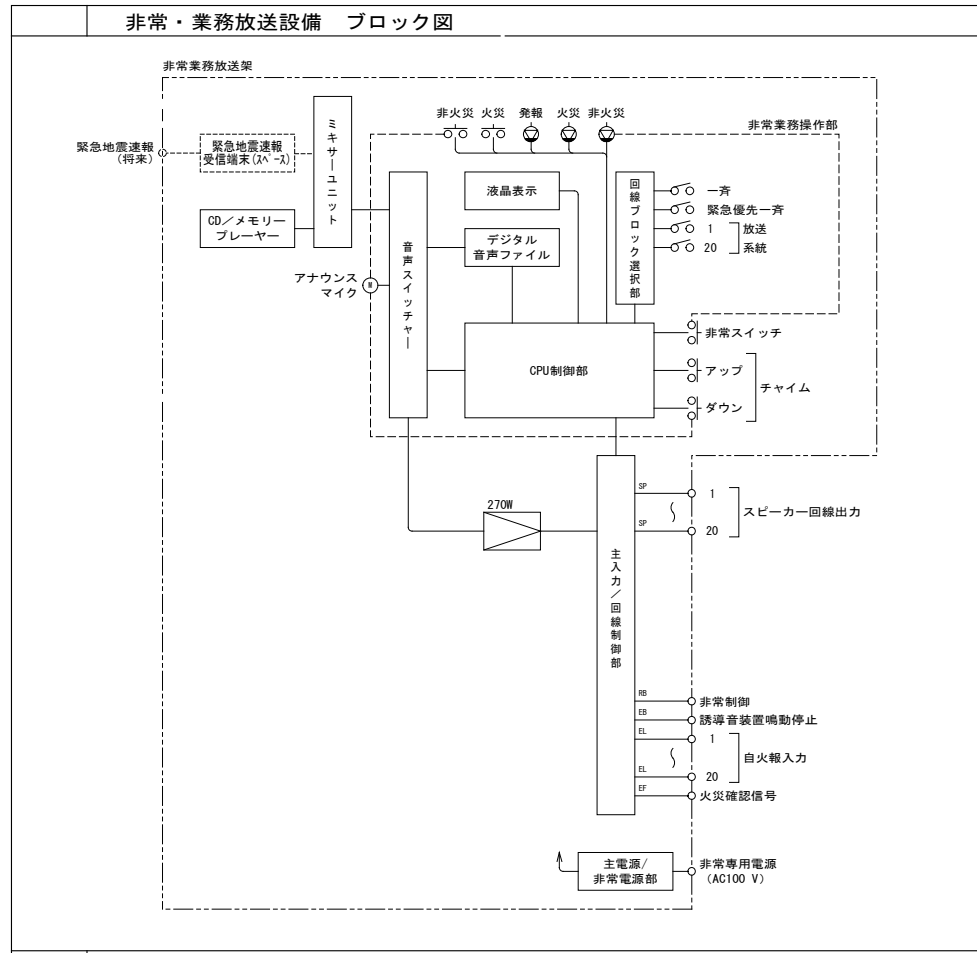 非常・業務放送設備　ブロック図
非常業務放送架
非火災
火災
発報
火災
非火災
非常業務操作部
緊急地震速報
(将来)
緊急地震速報
受信端末(ｽﾍﾟｰｽ)
ミキサーユニット
CD／メモリー
プレーヤー
アナウンス
マイク
M
音声スイッチャー
液晶表示
デジタル
音声ファイル
回線ブロック選択部
一斉
緊急優先一斉
1 放送
20 系統
CPU制御部
非常スイッチ
アップ
チャイム
ダウン
270W
主入力／回線制御部
SP
1
スピーカー回線出力
SP
20
RB
非常制御
EB
誘導音装置鳴動停止
EL
1
自火報入力
EL
20
EF
火災確認信号
主電源/
非常電源部
非常専用電源
(AC100 V)